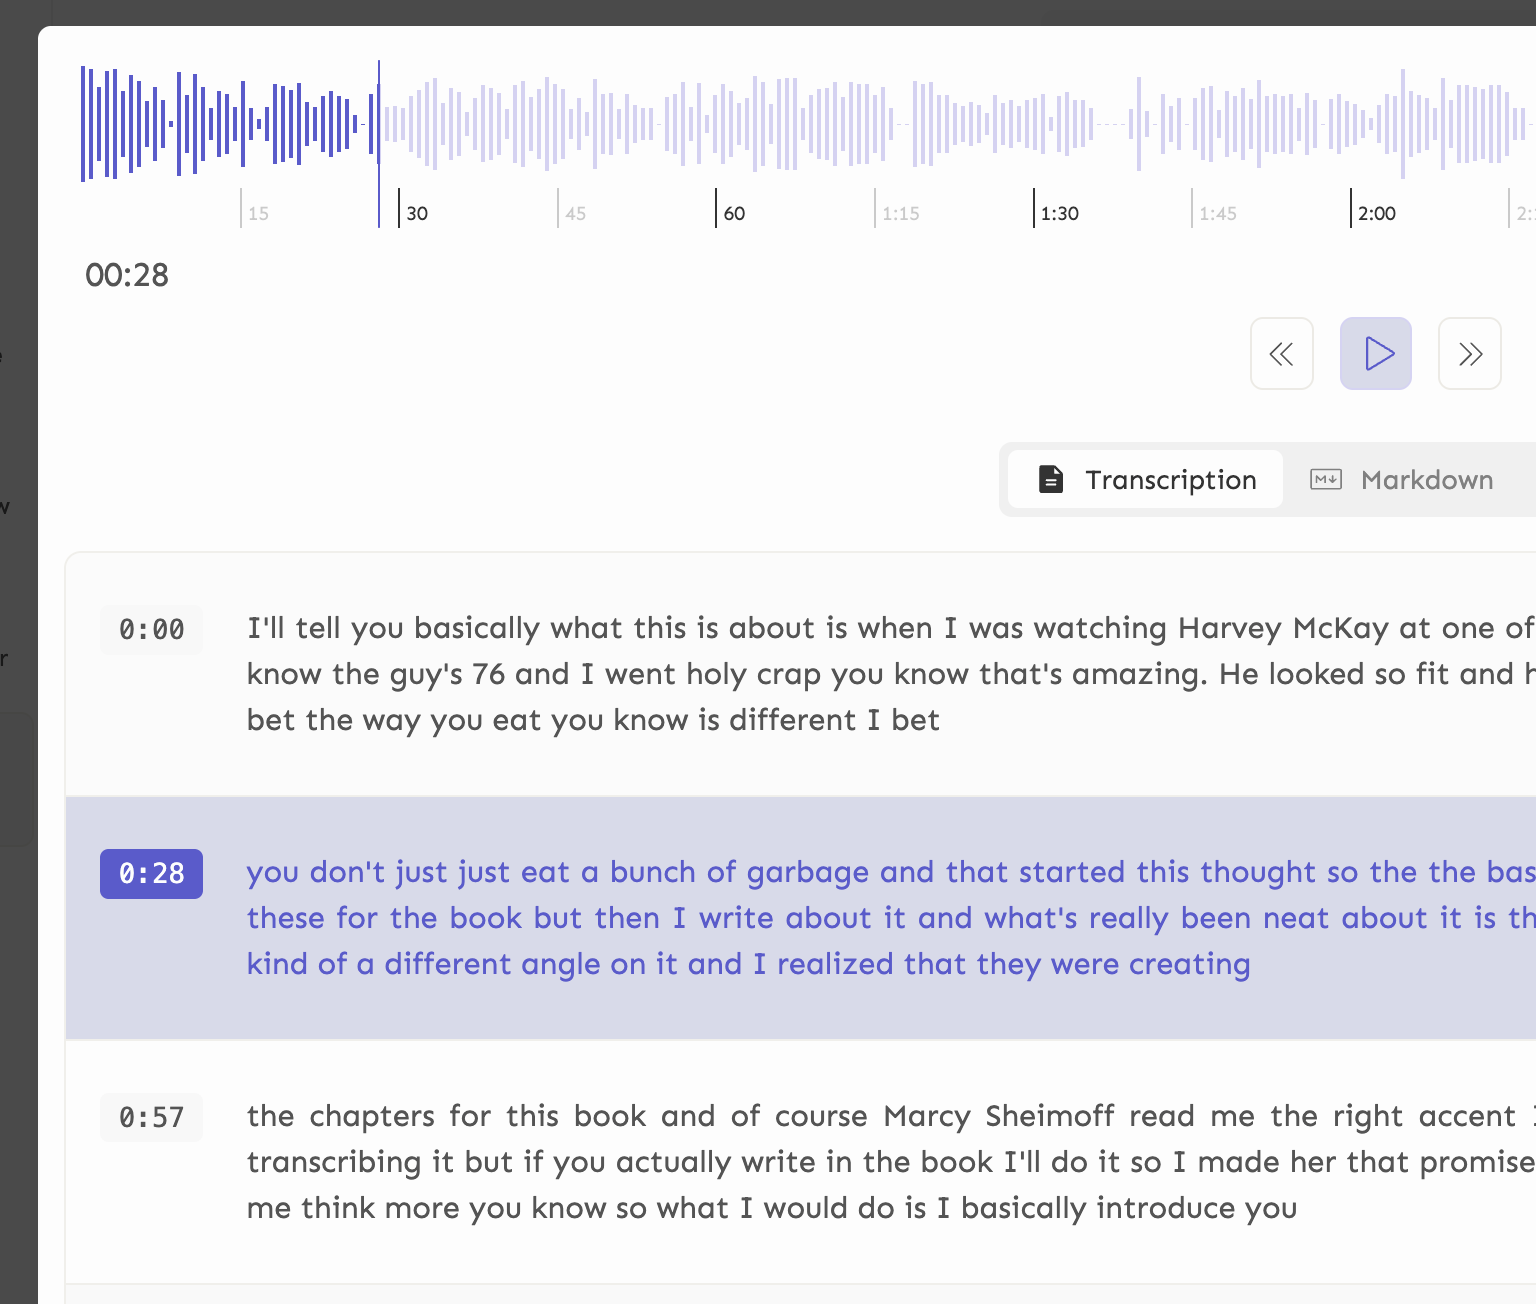 15 30 45 60 1:15 1:30 1:45 2:00
00:28
Transcription Markdown
0:00 I'll tell you basically what this is about is when I was watching Harvey McKay at one of
know the guy's 76 and I went holy crap you know that's amazing. He looked so fit and
bet the way you eat you know is different I bet
0:28 you don't just just eat a bunch of garbage and that started this thought so the the
these for the book but then I write about it and what's really been neat about it is
kind of a different angle on it and I realized that they were creating
0:57 the chapters for this book and of course Marcy Sheimoff read me the right accent
transcribing it but if you actually write in the book I'll do it so I made her that promise
me think more you know so what I would do is I basically introduce you